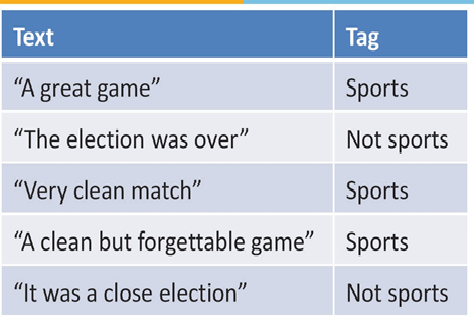 Text Tag
“A great game” Sports
“The election was over” Not sports
“Very clean match” Sports
“A clean but forgettable game” Sports
“It was a close election” Not sports